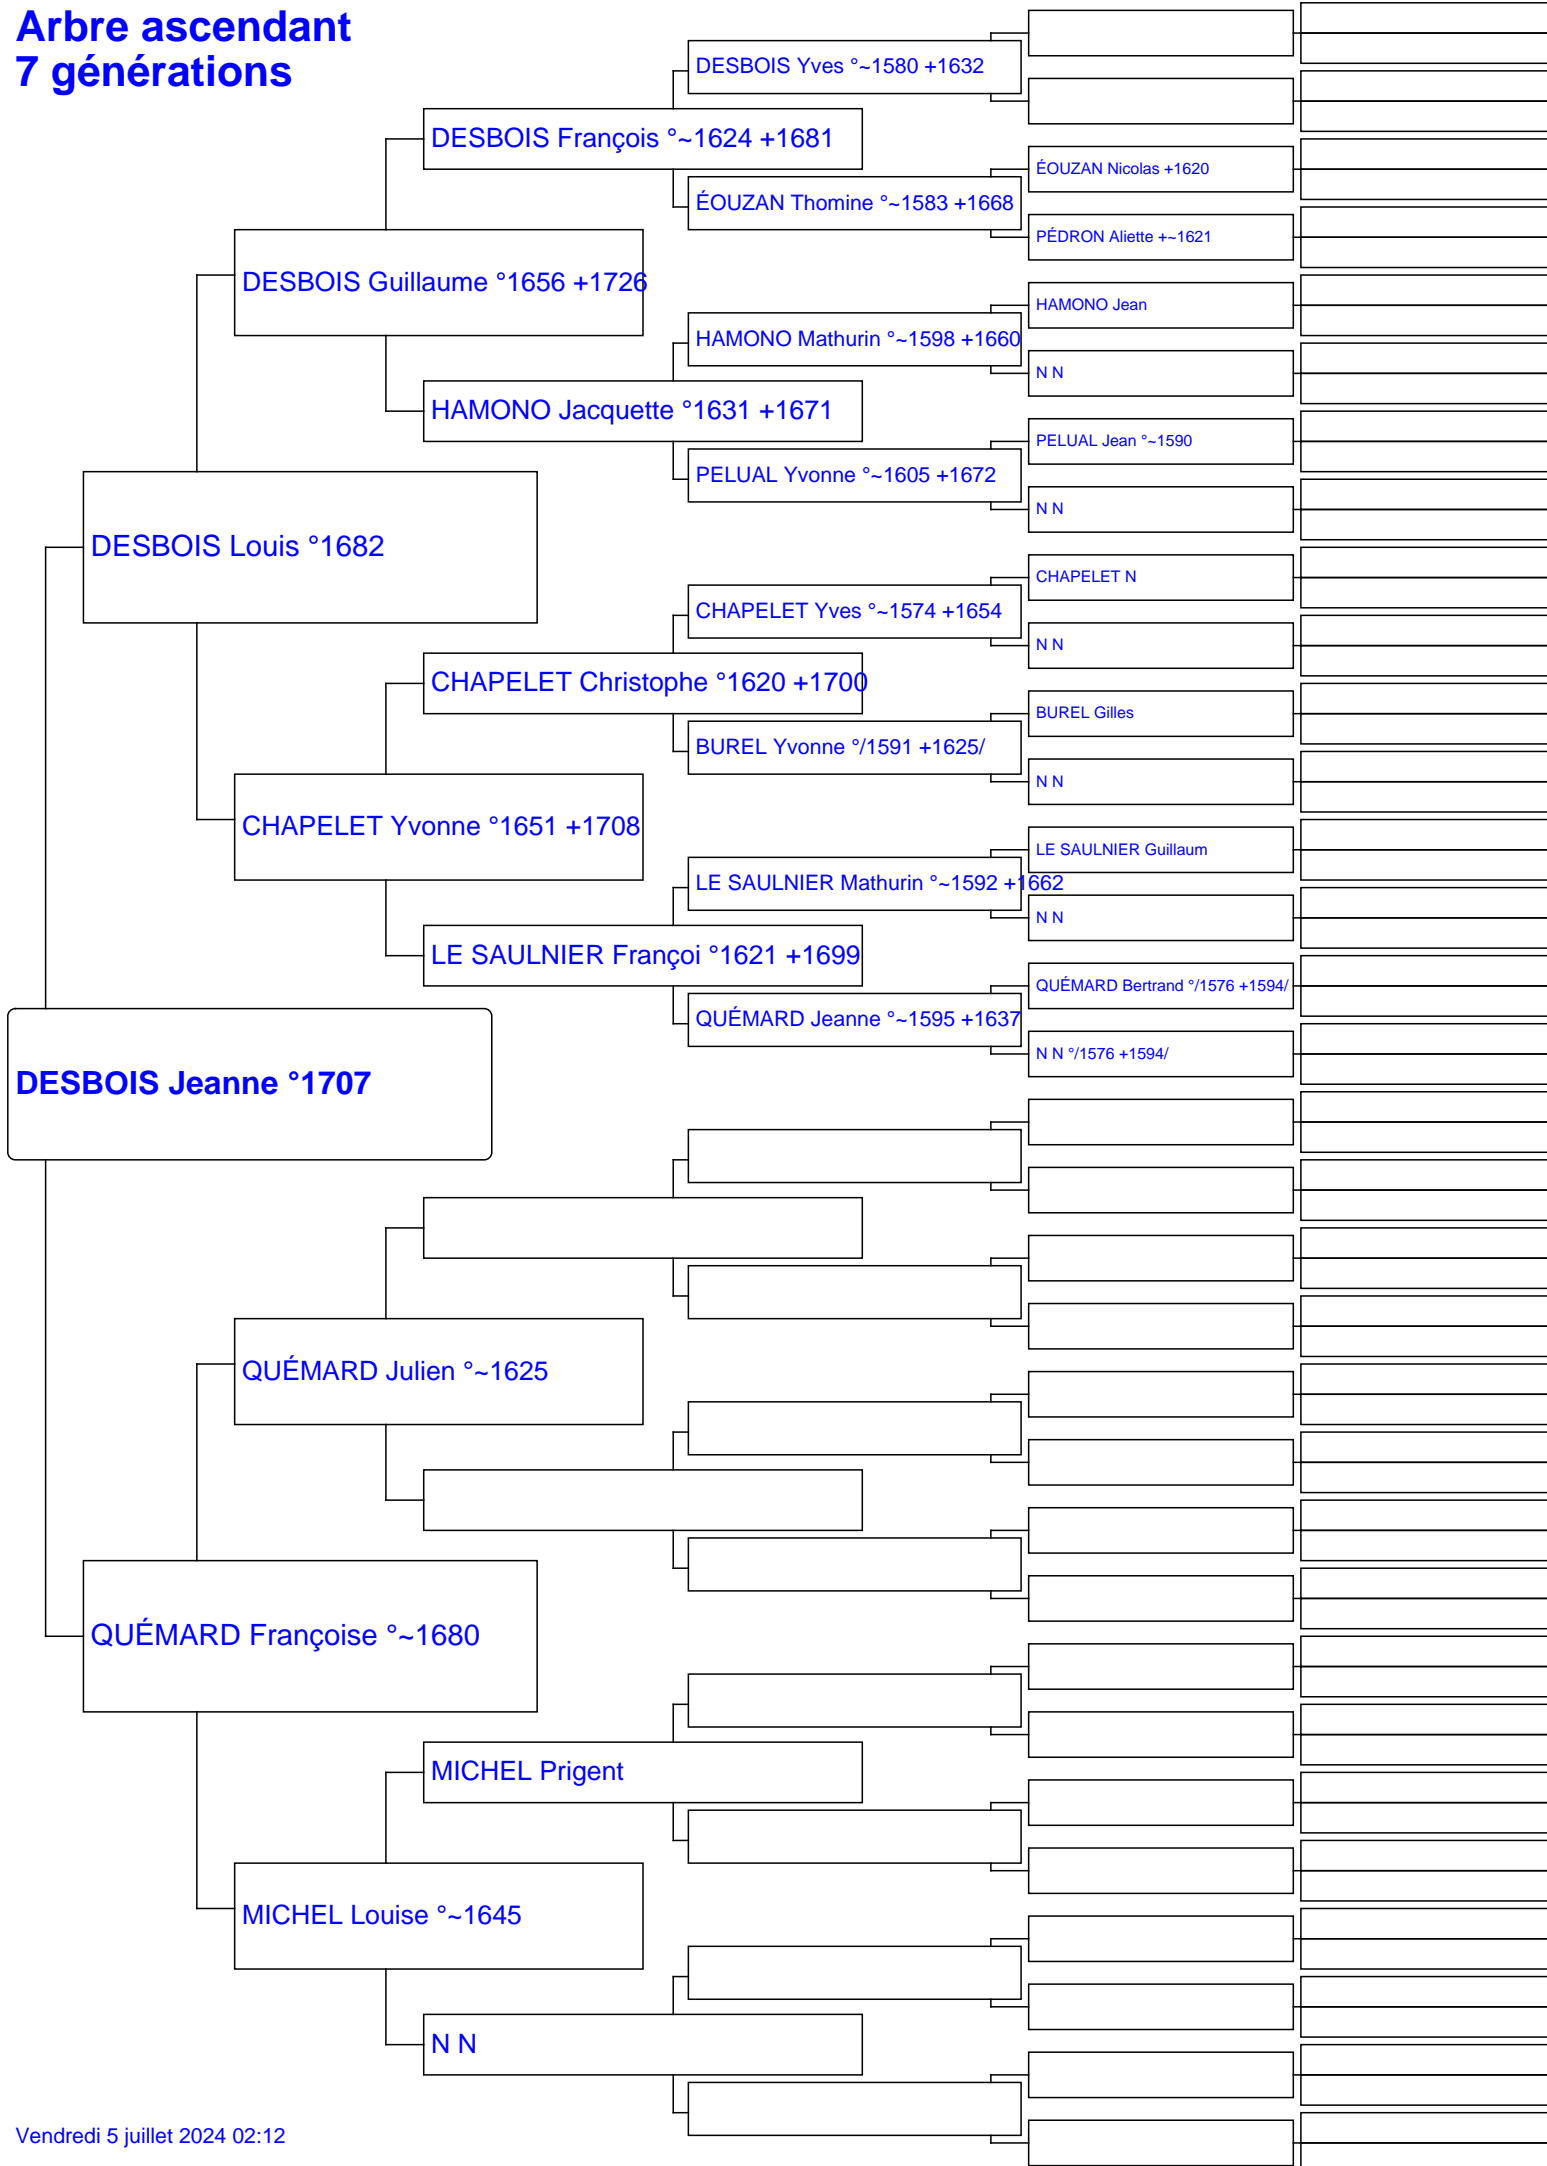 Arbre ascendant
7 générations
DESBOIS Yves °~1580 +1632
DESBOIS François °~1624 +1681
ÉOUZAN Nicolas +1620
ÉOUZAN Thomine °~1583 +1668
PÉDRON Aliette +~1621
DESBOIS Guillaume °1656 +1726
HAMONO Jean
HAMONO Mathurin °~1598 +1660
N N
HAMONO Jacquette °1631 +1671
PELUAL Jean °~1590
PELUAL Yvonne °~1605 +1672
N N
DESBOIS Louis °1682
CHAPELET N
CHAPELET Yves °~1574 +1654
N N
CHAPELET Christophe °1620 +1700
BUREL Gilles
BUREL Yvonne °/1591 +1625/
N N
CHAPELET Yvonne °1651 +1708
LE SAULNIER Guillaum
LE SAULNIER Mathurin °~1592 +1662
N N
LE SAULNIER Françoi °1621 +1699
QUÉMARD Bertrand °/1576 +1594/
QUÉMARD Jeanne °~1595 +1637
N N °/1576 +1594/
DESBOIS Jeanne °1707
QUÉMARD Julien °~1625
QUÉMARD Françoise °~1680
MICHEL Prigent
MICHEL Louise °~1645
N N
Vendredi 5 juillet 2024 02:12